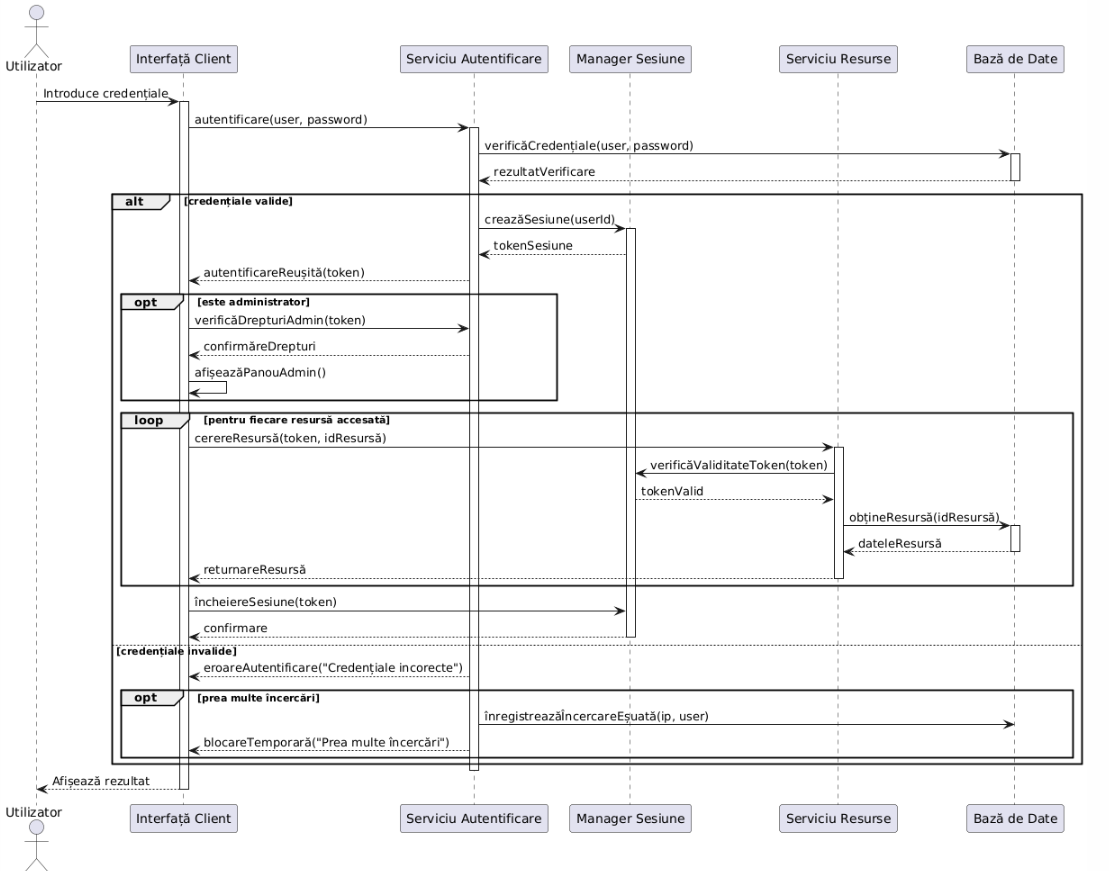 Utilizator
Interfață Client
Serviciu Autentificare
Manager Sesiune
Serviciu Resurse
Bază de Date
Introduce credențiale
autentificare(user, password)
verificăCredențiale(user, password)
rezultatVerificare
alt
[credențiale valide]
creazăSesiune(userId)
tokenSesiune
autentificareReușită(token)
opt
[este administrator]
verificăDrepturiAdmin(token)
confirmăreDrepturi
afișeazăPanouAdmin()
loop
[pentru fiecare resursă accesată]
cerereResursă(token, idResursă)
verificăValiditateToken(token)
tokenValid
obțineResursă(idResursă)
dateleResursă
returnareResursă
încheiereSesiune(token)
confirmare
[credențiale invalide]
eroareAutentificare("Credențiale incorecte")
opt
[prea multe încercări]
înregistreazăÎncercareEșuată(ip, user)
blocareTemporară("Prea multe încercări")
Afișează rezultat
Utilizator
Interfață Client
Serviciu Autentificare
Manager Sesiune
Serviciu Resurse
Bază de Date